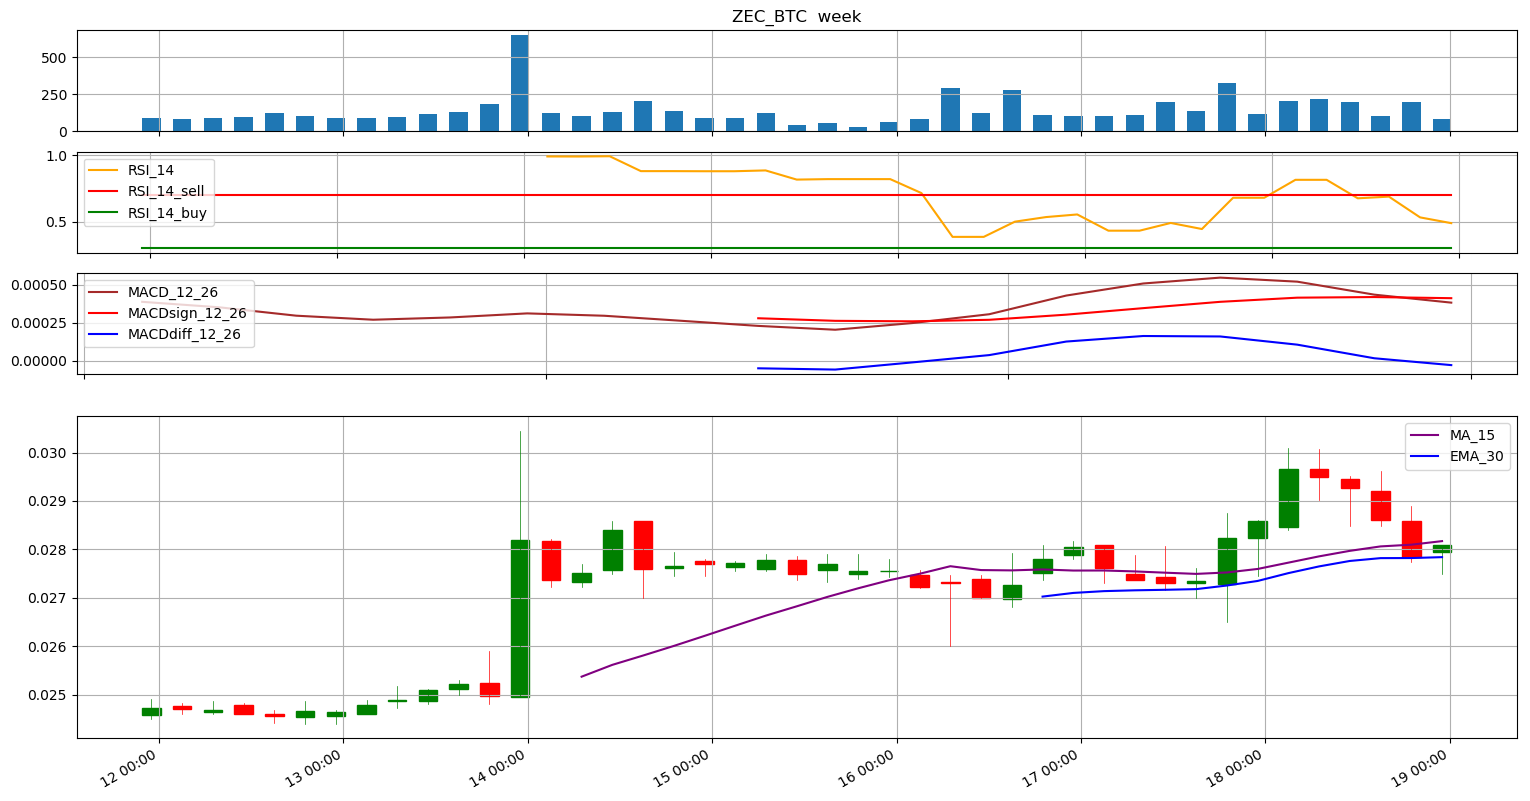 ZEC_BTC  week
500
250
0
1.0
0.5
RSI_14
RSI_14_sell
RSI_14_buy
0.00050
0.00025
0.00000
MACD_12_26
MACDsign_12_26
MACDdiff_12_26
0.030
0.029
0.028
0.027
0.026
0.025
MA_15
EMA_30
12 00:00
13 00:00
14 00:00
15 00:00
16 00:00
17 00:00
18 00:00
19 00:00